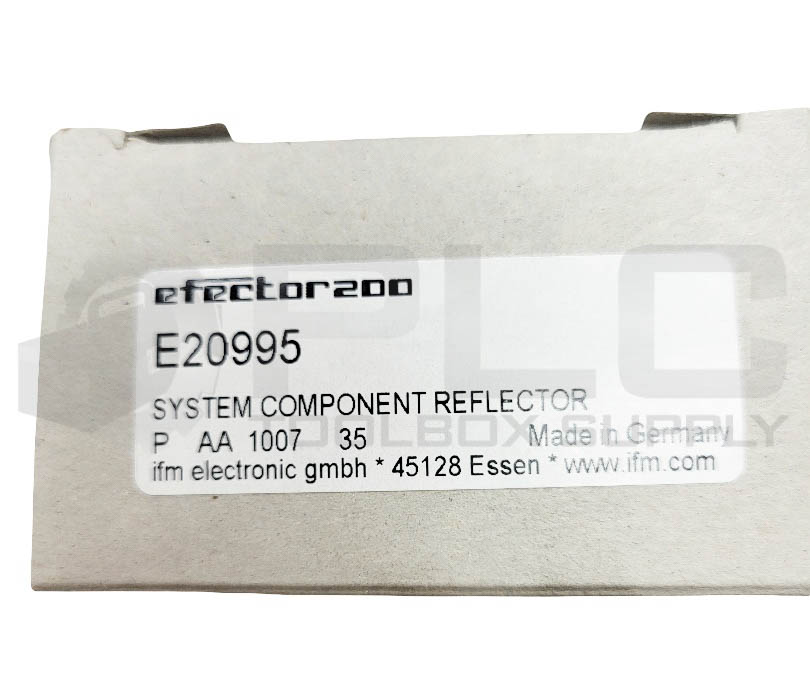 efector200
E20995
SYSTEM COMPONENT REFLECTOR
P AA 1007 35 Made in Germany
ifm electronic gmbh * 45128 Essen * www.ifm.com
PLC
TOOLBOX SUPPLY